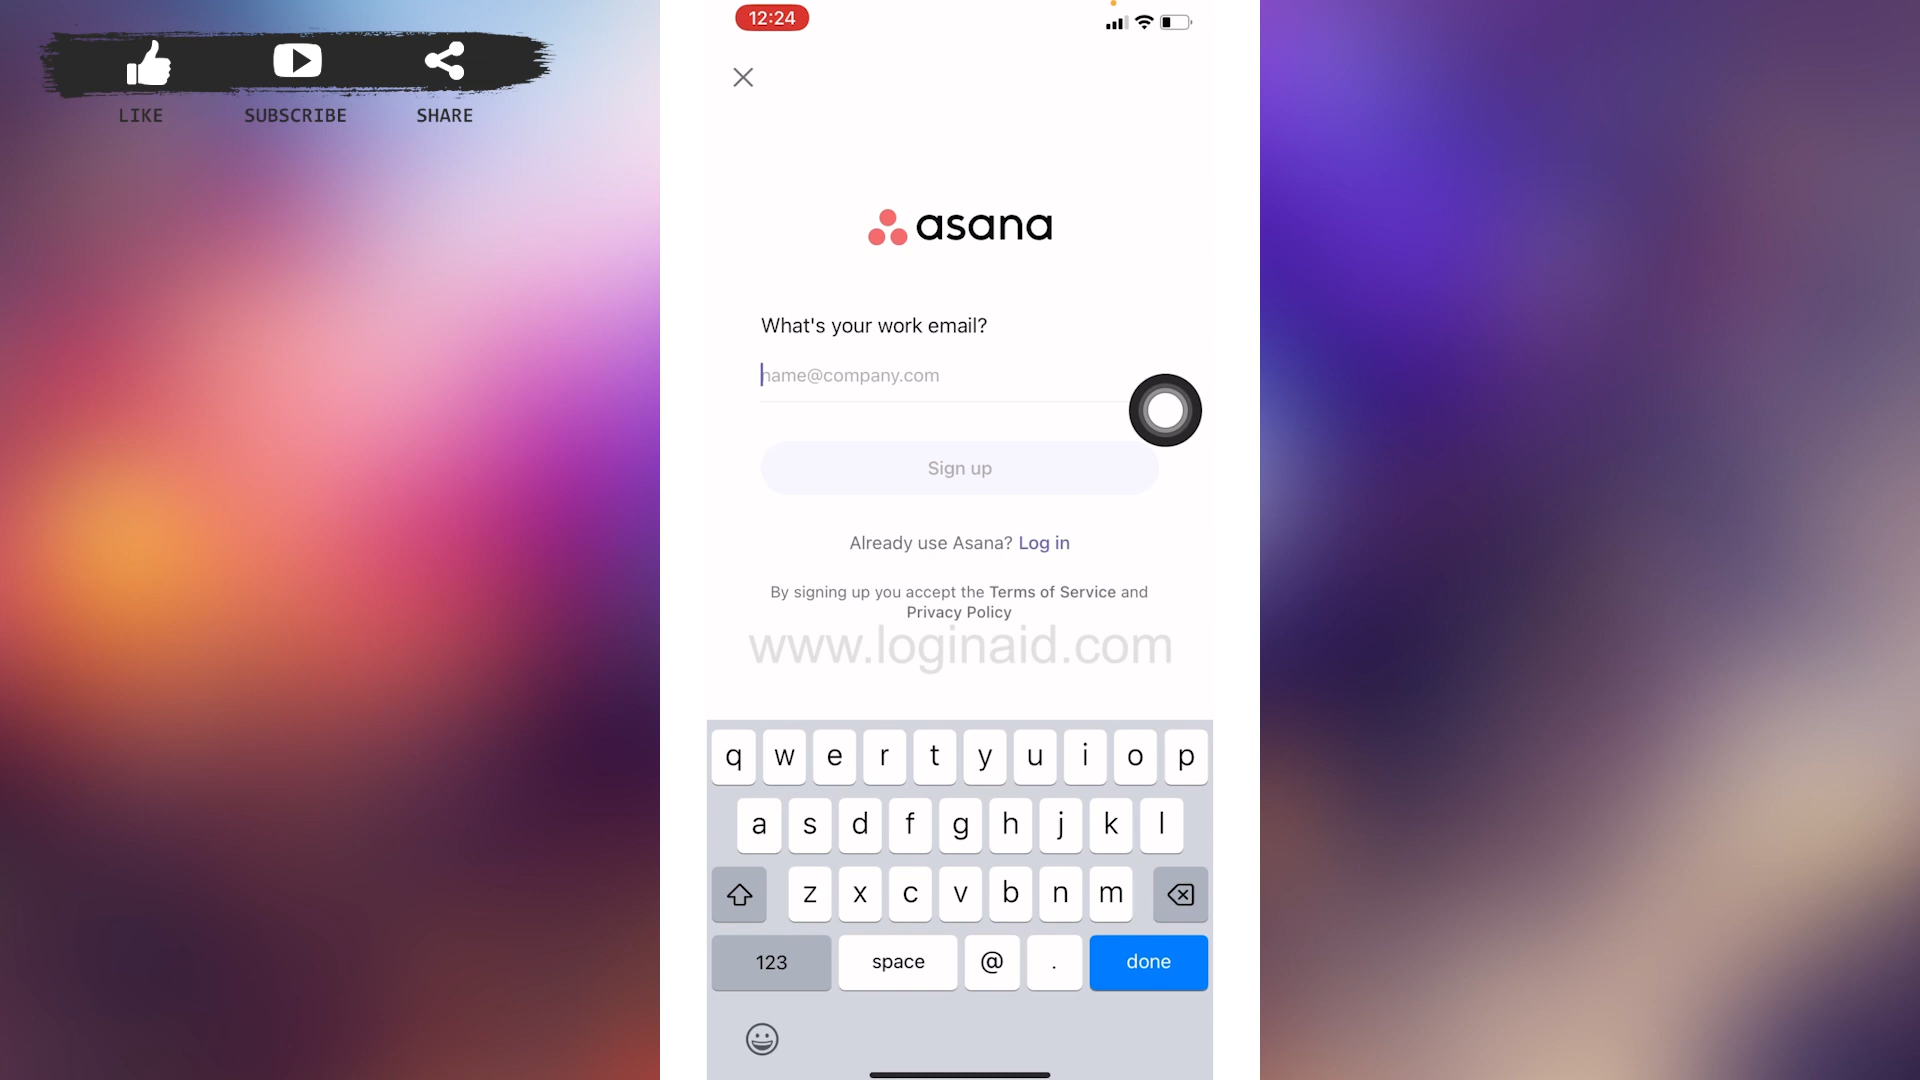 12:24
LIKE SUBSCRIBE SHARE
asana
What's your work email?
name@company.com
Sign up
Already use Asana? Log in
By signing up you accept the Terms of Service and
Privacy Policy
www.loginaid.com
q w e r t y u i o p
a s d f g h j k l
z x c v b n m
123 space @ . done